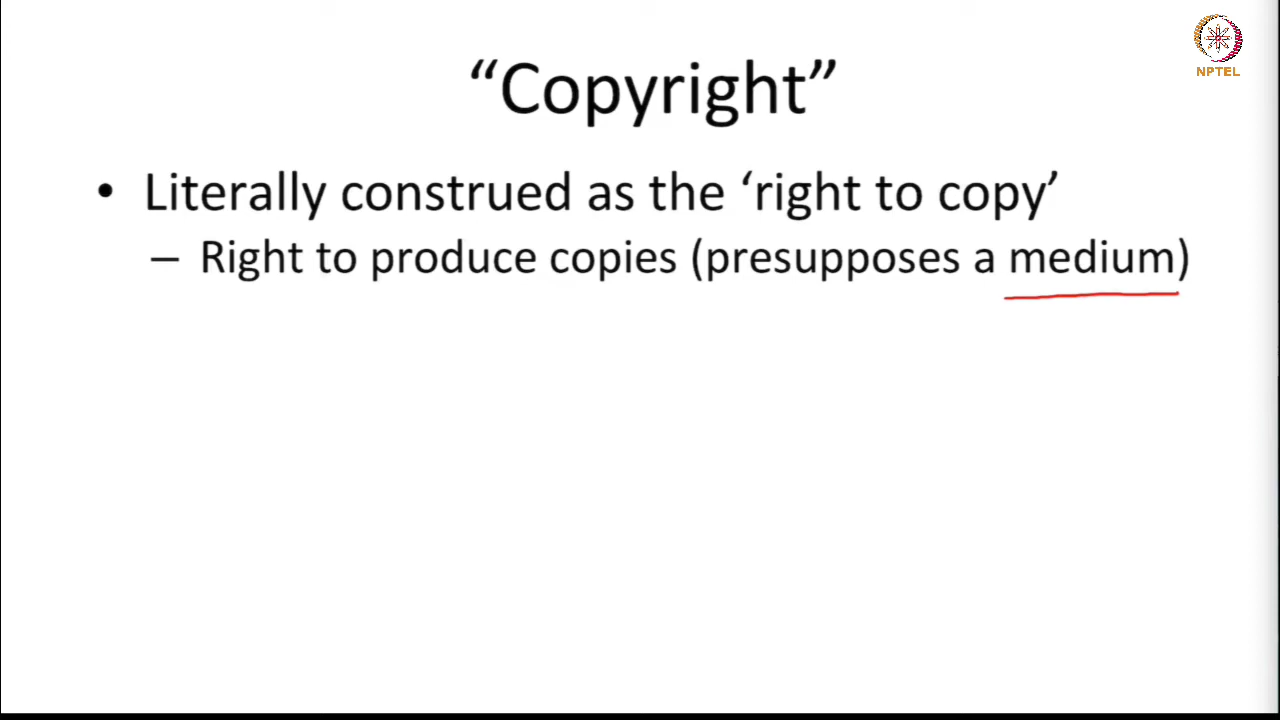 NPTEL
“Copyright”
• Literally construed as the ‘right to copy’
– Right to produce copies (presupposes a medium)